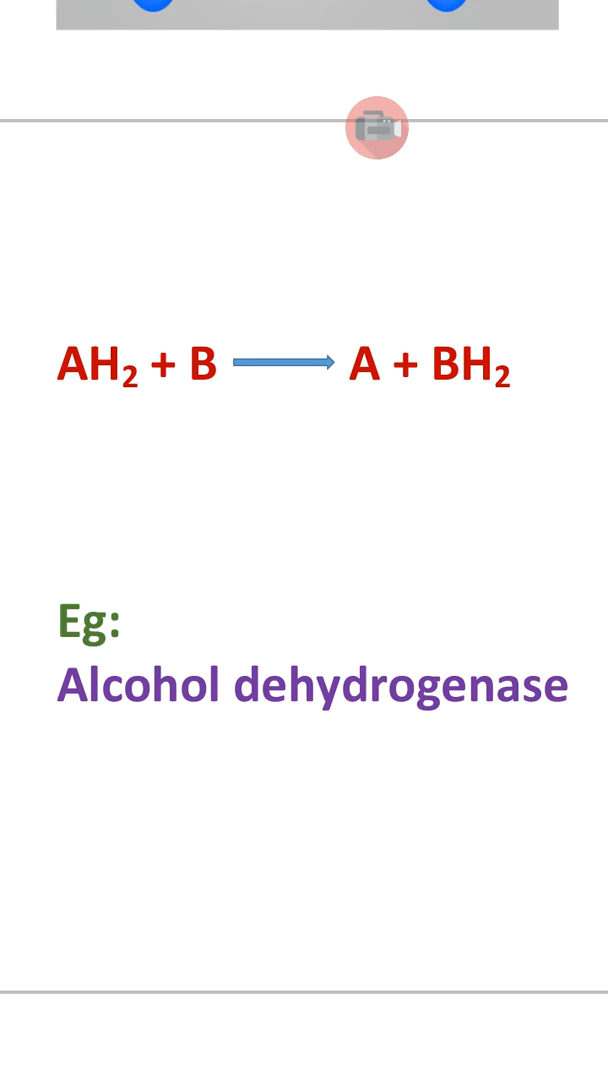 AH₂ + B ⟶ A + BH₂
Eg:
Alcohol dehydrogenase